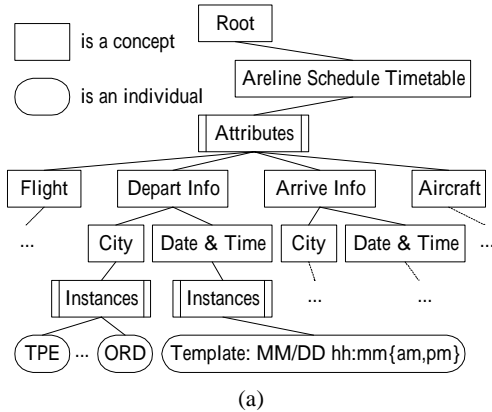 Root
is a concept
Areline Schedule Timetable
is an individual
Attributes
Flight Depart Info Arrive Info Aircraft
... City Date & Time City Date & Time ...
Instances Instances ... ...
TPE ... ORD Template: MM/DD hh:mm{am,pm}
(a)